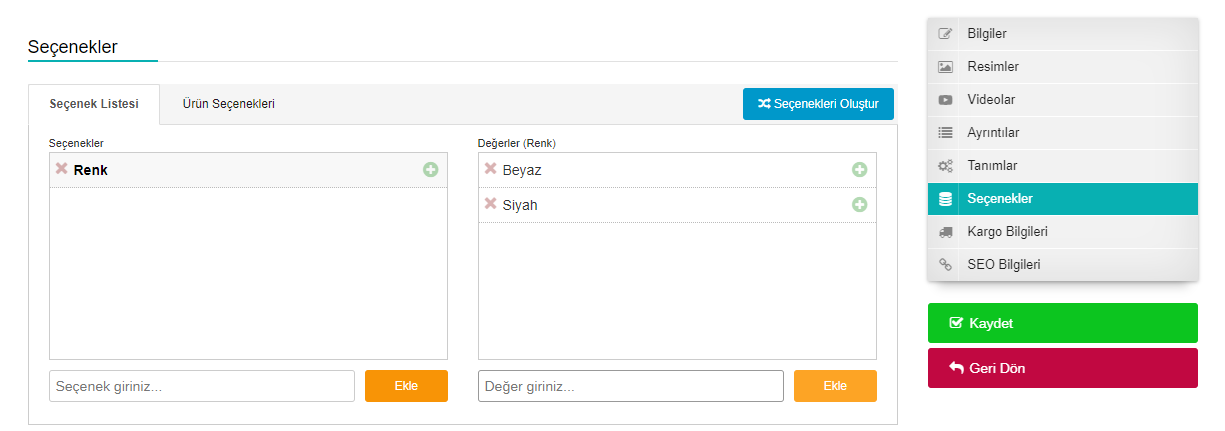 Seçenekler
Seçenek Listesi
Ürün Seçenekleri
Seçenekleri Oluştur
Seçenekler
Renk
Seçenek giriniz...
Ekle
Değerler (Renk)
Beyaz
Siyah
Değer giriniz...
Ekle
Bilgiler
Resimler
Videolar
Ayrıntılar
Tanımlar
Seçenekler
Kargo Bilgileri
SEO Bilgileri
Kaydet
Geri Dön